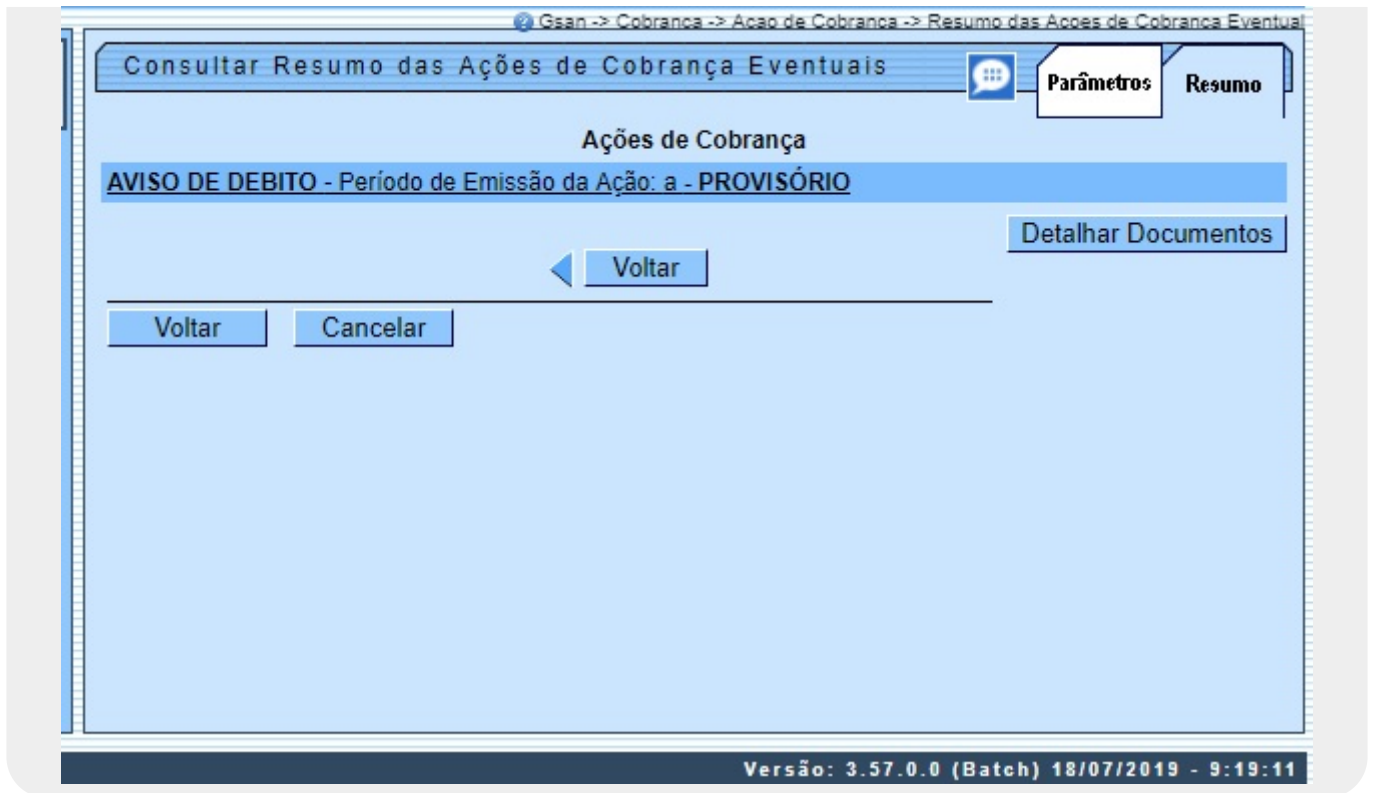 Gsan -> Cobranca -> Acao de Cobranca -> Resumo das Acoes de Cobranca Eventual
Consultar Resumo das Ações de Cobrança Eventuais
Parâmetros
Resumo
Ações de Cobrança
AVISO DE DEBITO - Período de Emissão da Ação: a - PROVISÓRIO
Detalhar Documentos
Voltar
Voltar
Cancelar
Versão: 3.57.0.0 (Batch) 18/07/2019 - 9:19:11